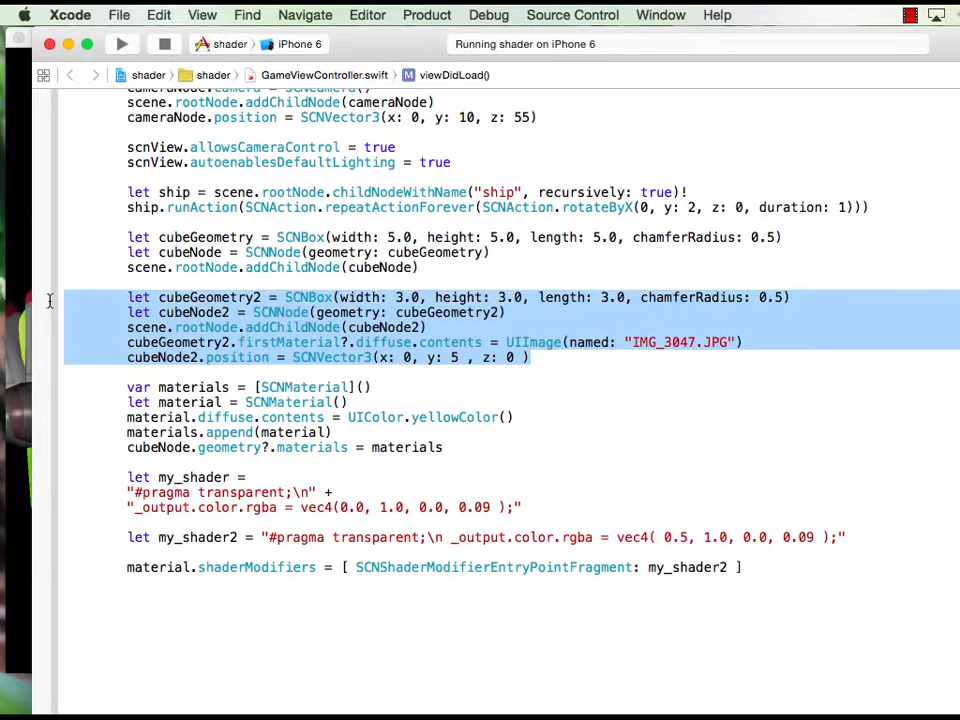 Xcode File Edit View Find Navigate Editor Product Debug Source Control Window Help
shader iPhone 6 Running shader on iPhone 6
shader shader GameViewController.swift M viewDidLoad()
cameraNode.camera = SCNCamera()
scene.rootNode.addChildNode(cameraNode)
cameraNode.position = SCNVector3(x: 0, y: 10, z: 55)
scnView.allowsCameraControl = true
scnView.autoenablesDefaultLighting = true
let ship = scene.rootNode.childNodeWithName("ship", recursively: true)!
ship.runAction(SCNAction.repeatActionForever(SCNAction.rotateByX(0, y: 2, z: 0, duration: 1)))
let cubeGeometry = SCNBox(width: 5.0, height: 5.0, length: 5.0, chamferRadius: 0.5)
let cubeNode = SCNNode(geometry: cubeGeometry)
scene.rootNode.addChildNode(cubeNode)
let cubeGeometry2 = SCNBox(width: 3.0, height: 3.0, length: 3.0, chamferRadius: 0.5)
let cubeNode2 = SCNNode(geometry: cubeGeometry2)
scene.rootNode.addChildNode(cubeNode2)
cubeGeometry2.firstMaterial?.diffuse.contents = UIImage(named: "IMG_3047.JPG")
cubeNode2.position = SCNVector3(x: 0, y: 5 , z: 0 )
var materials = [SCNMaterial]()
let material = SCNMaterial()
material.diffuse.contents = UIColor.yellowColor()
materials.append(material)
cubeNode.geometry?.materials = materials
let my_shader =
"#pragma transparent;\n" +
"_output.color.rgba = vec4(0.0, 1.0, 0.0, 0.09 );"
let my_shader2 = "#pragma transparent;\n _output.color.rgba = vec4( 0.5, 1.0, 0.0, 0.09 );"
material.shaderModifiers = [ SCNShaderModifierEntryPointFragment: my_shader2 ]